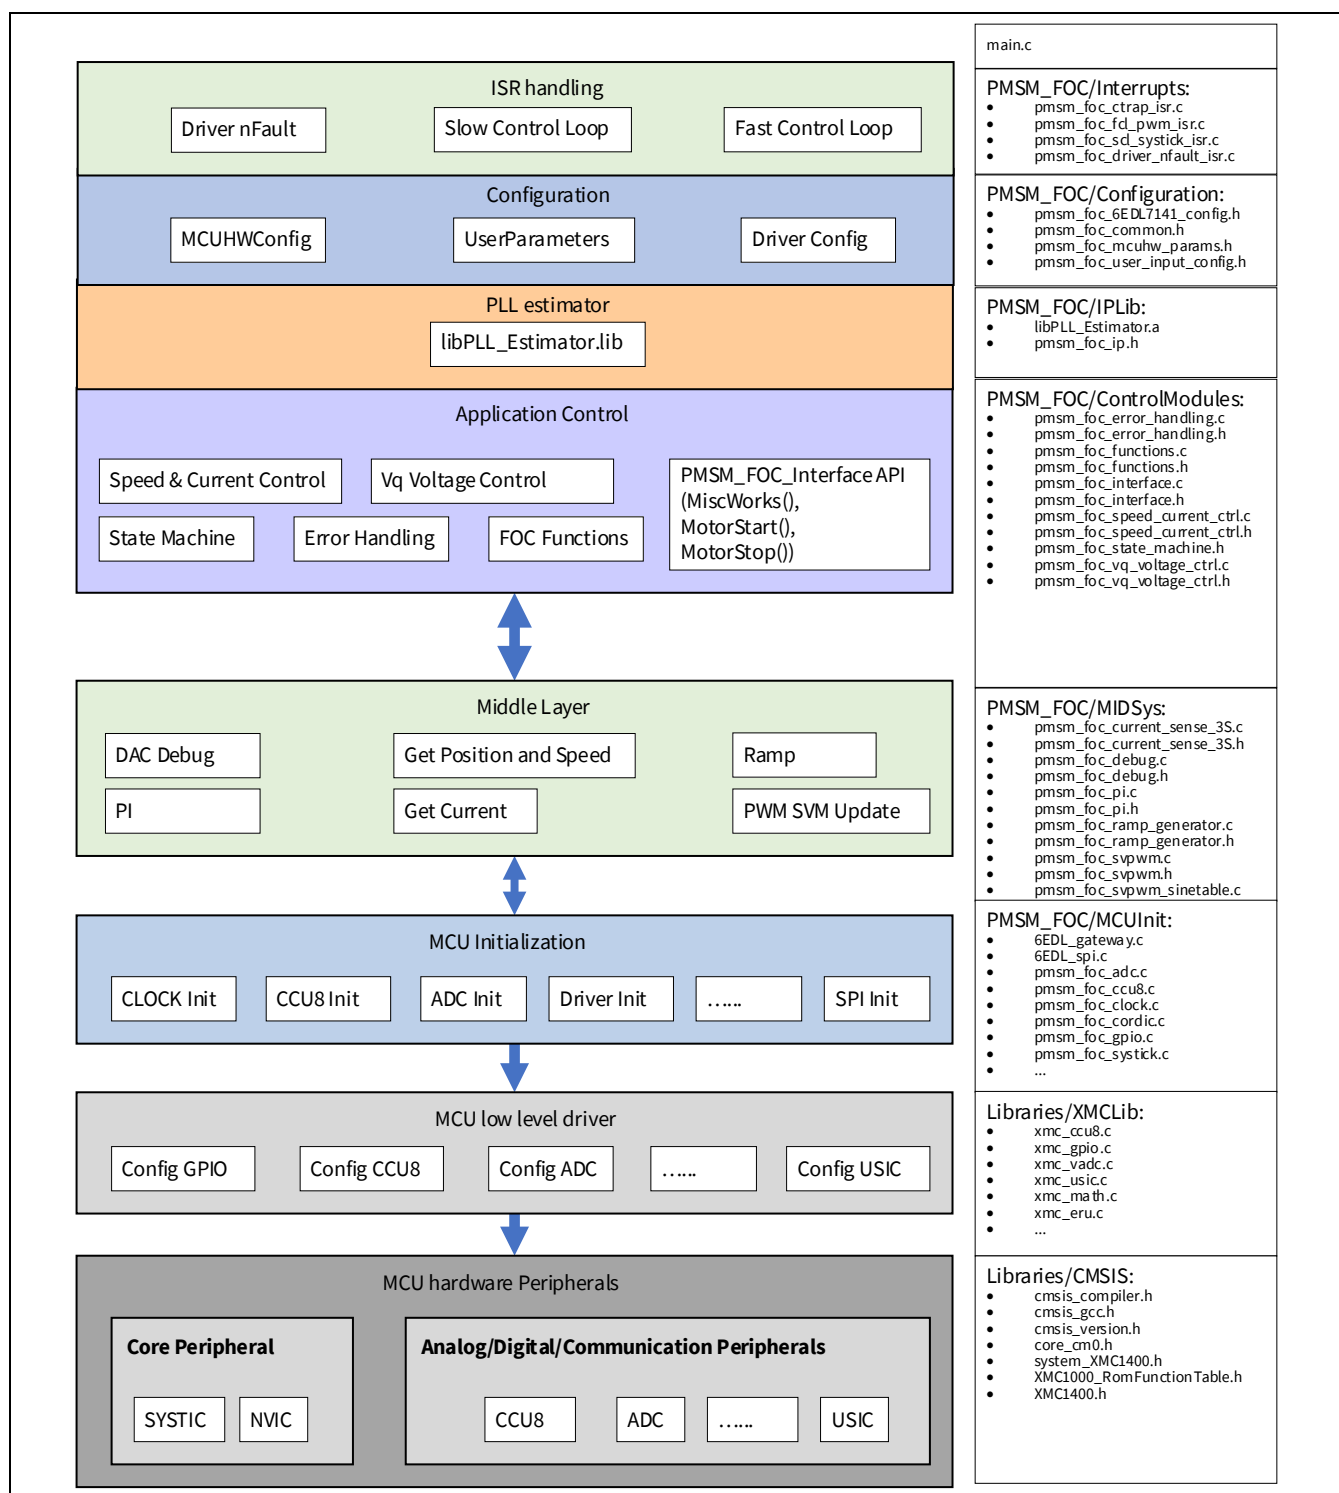 main.c
ISR handling
Driver nFault
Slow Control Loop
Fast Control Loop
PMSM_FOC/Interrupts:
• pmsm_foc_ctrap_isr.c
• pmsm_foc_fcl_pwm_isr.c
• pmsm_foc_scl_systick_isr.c
• pmsm_foc_driver_nfault_isr.c
Configuration
MCUHWConfig
UserParameters
Driver Config
PMSM_FOC/Configuration:
• pmsm_foc_6EDL7141_config.h
• pmsm_foc_common.h
• pmsm_foc_mcuhw_params.h
• pmsm_foc_user_input_config.h
PLL estimator
libPLL_Estimator.lib
PMSM_FOC/IPLib:
• libPLL_Estimator.a
• pmsm_foc_ip.h
Application Control
Speed & Current Control
Vq Voltage Control
PMSM_FOC_Interface API
(MiscWorks(),
MotorStart(),
MotorStop())
State Machine
Error Handling
FOC Functions
PMSM_FOC/ControlModules:
• pmsm_foc_error_handling.c
• pmsm_foc_error_handling.h
• pmsm_foc_functions.c
• pmsm_foc_functions.h
• pmsm_foc_interface.c
• pmsm_foc_interface.h
• pmsm_foc_speed_current_ctrl.c
• pmsm_foc_speed_current_ctrl.h
• pmsm_foc_state_machine.h
• pmsm_foc_vq_voltage_ctrl.c
• pmsm_foc_vq_voltage_ctrl.h
Middle Layer
DAC Debug
Get Position and Speed
Ramp
PI
Get Current
PWM SVM Update
PMSM_FOC/MIDSys:
• pmsm_foc_current_sense_3S.c
• pmsm_foc_current_sense_3S.h
• pmsm_foc_debug.c
• pmsm_foc_debug.h
• pmsm_foc_pi.c
• pmsm_foc_pi.h
• pmsm_foc_ramp_generator.c
• pmsm_foc_ramp_generator.h
• pmsm_foc_svpwm.c
• pmsm_foc_svpwm.h
• pmsm_foc_svpwm_sinetable.c
MCU Initialization
CLOCK Init
CCU8 Init
ADC Init
Driver Init
......
SPI Init
PMSM_FOC/MCUInit:
• 6EDL_gateway.c
• 6EDL_spi.c
• pmsm_foc_adc.c
• pmsm_foc_ccu8.c
• pmsm_foc_clock.c
• pmsm_foc_cordic.c
• pmsm_foc_gpio.c
• pmsm_foc_systick.c
• ...
MCU low level driver
Config GPIO
Config CCU8
Config ADC
......
Config USIC
Libraries/XMCLib:
• xmc_ccu8.c
• xmc_gpio.c
• xmc_vadc.c
• xmc_usic.c
• xmc_math.c
• xmc_eru.c
• ...
MCU hardware Peripherals
Core Peripheral
SYSTIC
NVIC
Analog/Digital/Communication Peripherals
CCU8
ADC
......
USIC
Libraries/CMSIS:
• cmsis_compiler.h
• cmsis_gcc.h
• cmsis_version.h
• core_cm0.h
• system_XMC1400.h
• XMC1000_RomFunctionTable.h
• XMC1400.h